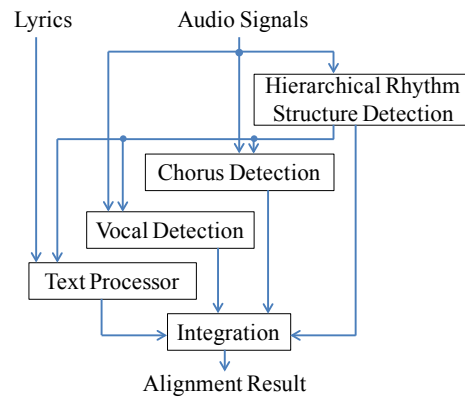 Lyrics
Audio Signals
Hierarchical Rhythm
Structure Detection
Chorus Detection
Vocal Detection
Text Processor
Integration
Alignment Result